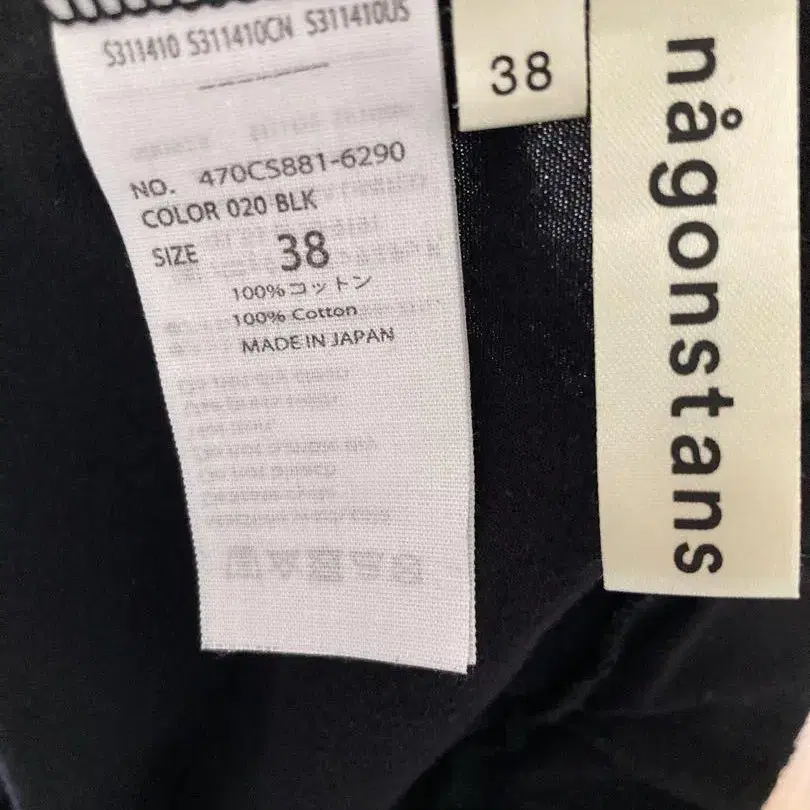 S311410 S311410CN S311410US
NO. 470CS881-6290
COLOR 020 BLK
SIZE 38
100%コットン
100% Cotton
MADE IN JAPAN
38
någonstans